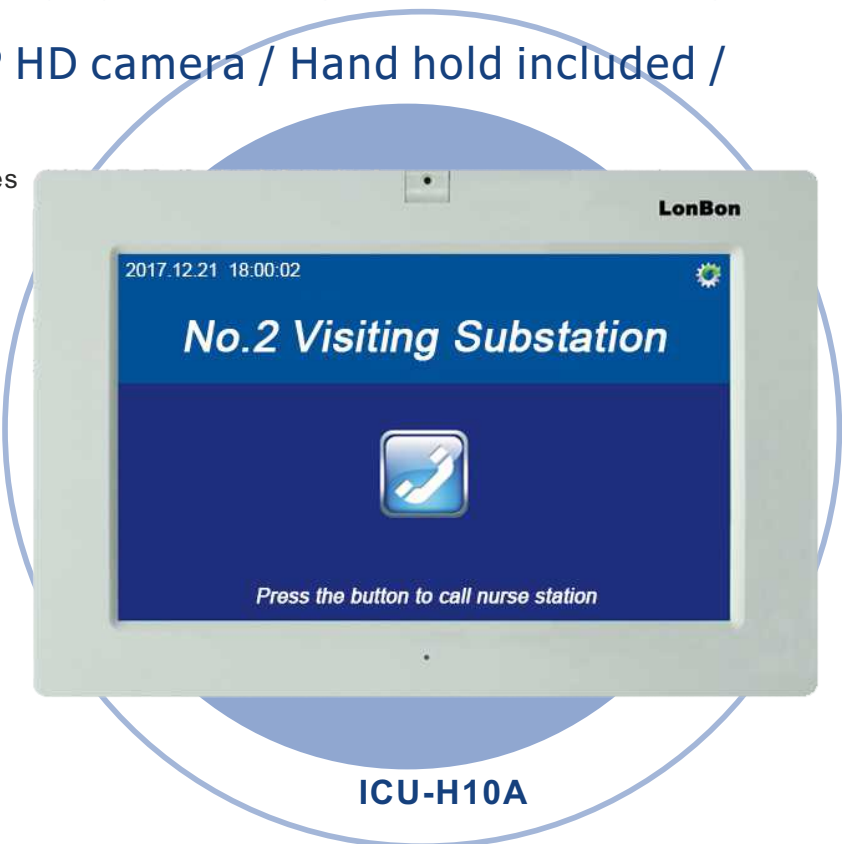 HD camera / Hand hold included /
es
LonBon
2017.12.21 18:00:02
No.2 Visiting Substation
Press the button to call nurse station
ICU-H10A